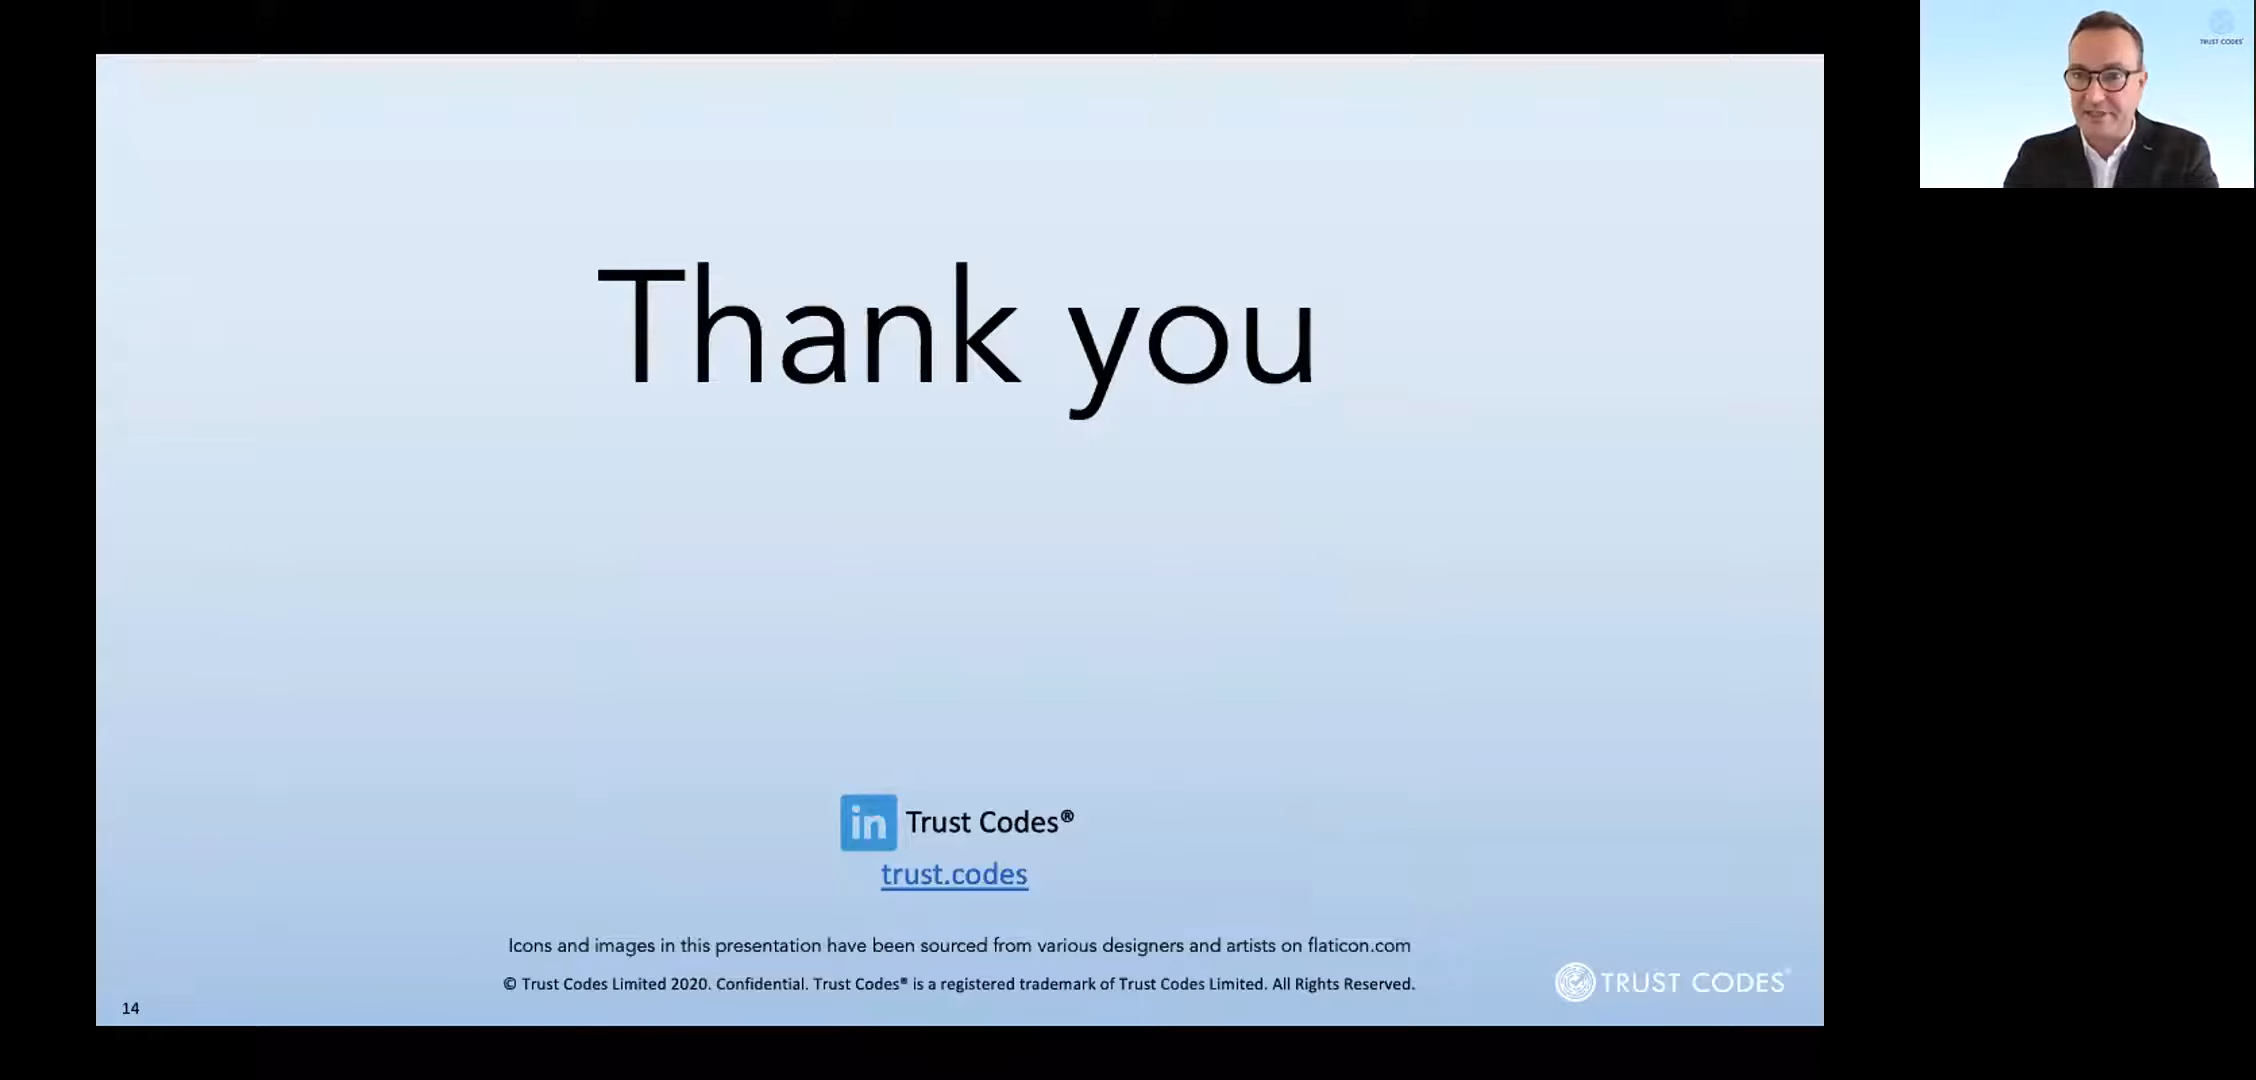 TRUST CODES
Thank you
in Trust Codes®
trust.codes
Icons and images in this presentation have been sourced from various designers and artists on flaticon.com
© Trust Codes Limited 2020. Confidential. Trust Codes® is a registered trademark of Trust Codes Limited. All Rights Reserved.
TRUST CODES®
14